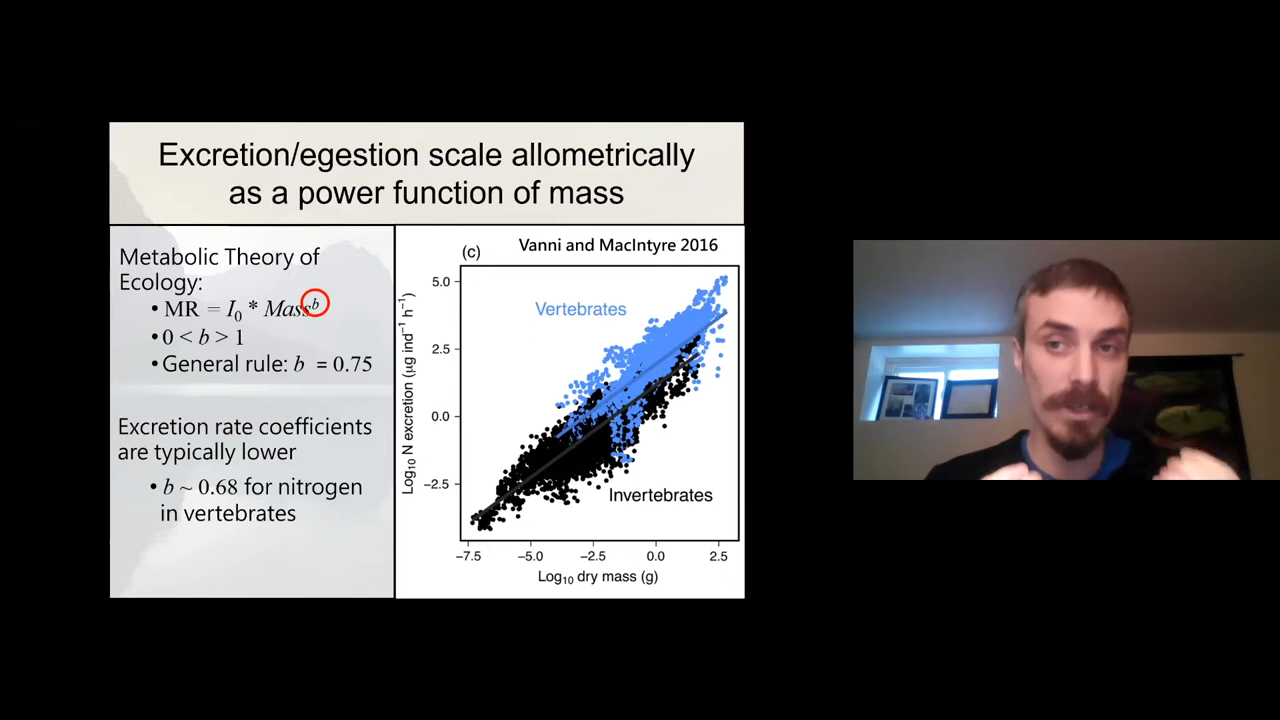 Excretion/egestion scale allometrically
as a power function of mass
Metabolic Theory of
Ecology:
• MR = I₀ * Massᵇ
• 0 < b > 1
• General rule: b = 0.75
Excretion rate coefficients
are typically lower
• b ~ 0.68 for nitrogen
in vertebrates
(c)
Vanni and MacIntyre 2016
Vertebrates
Invertebrates
Log₁₀ N excretion (µg ind⁻¹ h⁻¹)
5.0
2.5
0.0
−2.5
−7.5 −5.0 −2.5 0.0 2.5
Log₁₀ dry mass (g)